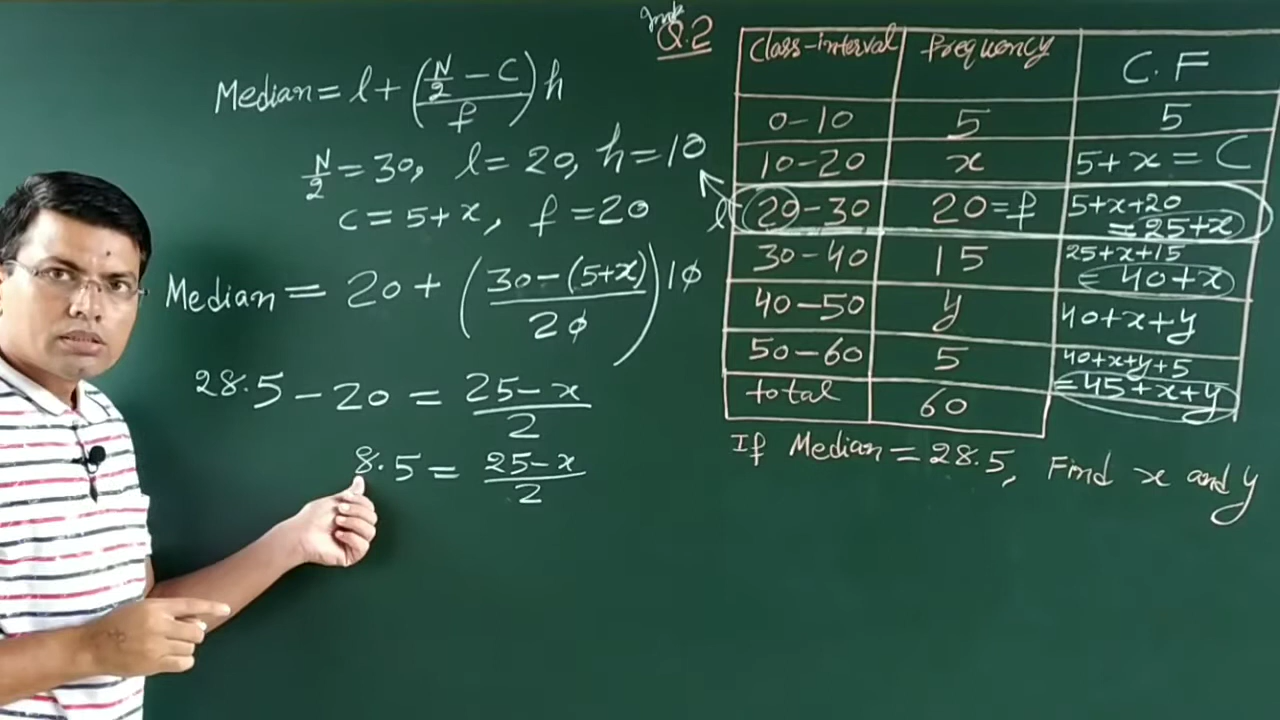 Q.2
Median = l + (N/2 - C / f) h
N/2 = 30, l = 20, h = 10
c = 5+x, f = 20
Median = 20 + (30-(5+x) / 20) 10
28.5 - 20 = 25-x / 2
8.5 = 25-x / 2
Class-interval frequency C.F
0-10 5 5
10-20 x 5+x = C
l 20-30 20=f 5+x+20 = 25+x
30-40 15 25+x+15 = 40+x
40-50 y 40+x+y
50-60 5 40+x+y+5 = 45+x+y
total 60
If Median = 28.5, Find x and y